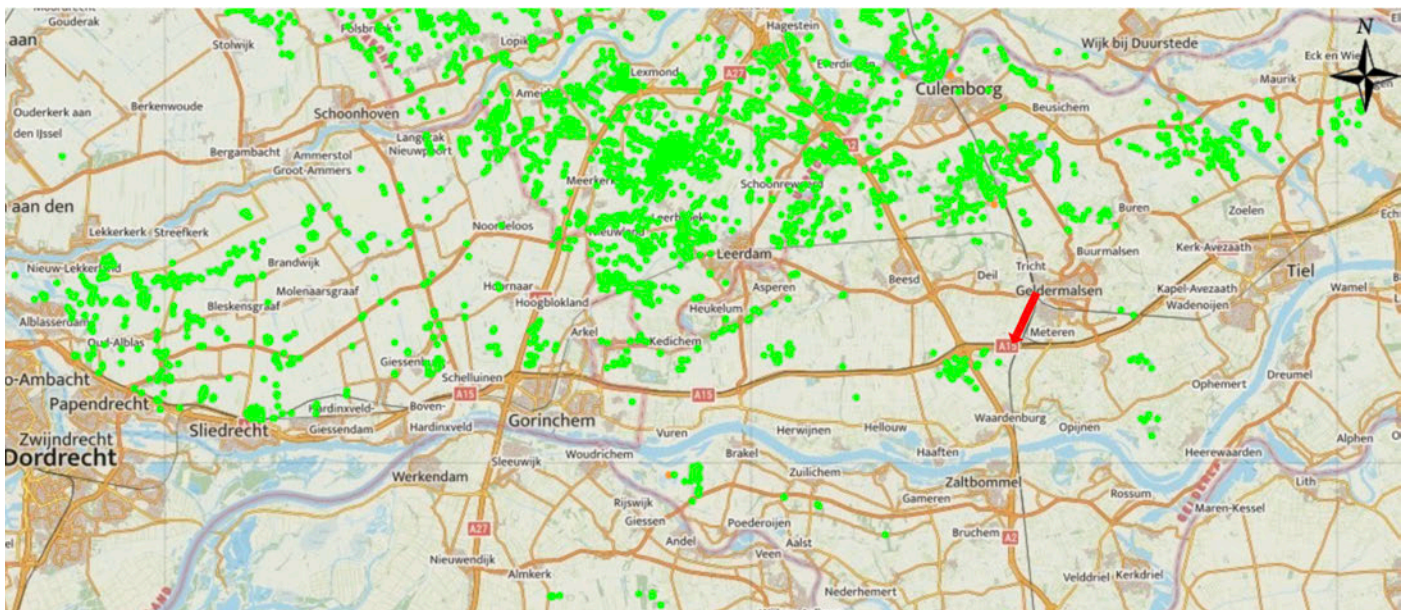 Gouderak
Polsbroek
Hagestein
N
aan
Stolwijk
Lopik
Wijk bij Duurstede
Everdingen
Eck en Wie
Lexmond
A27
Maurik
Ouderkerk aan
den IJssel
Berkenwoude
Schoonhoven
Culemborg
Beusichem
Langerak
Nieuwpoort
A2
Bergambacht
Ammerstol
Groot-Ammers
Meerkerk
Schoonrewoerd
n aan den
Buren
Zoelen
Lekkerkerk
Streefkerk
Noordeloos
Leerbroek
Nieuwland
Leerdam
Buurmalsen
Kerk-Avezaath
Nieuw-Lekkerland
Brandwijk
Tricht
Tiel
Beesd
Deil
Molenaarsgraaf
Hoornaar
Asperen
Geldermalsen
Kapel-Avezaath
Wamel
Bleskensgraaf
Hoogblokland
Heukelum
Wadenoijen
Alblasserdam
Arkel
Meteren
Oud-Alblas
Kedichem
A15
Giessenburg
Dreumel
o-Ambacht
Schelluinen
Ophemert
Papendrecht
A15
A15
Hardinxveld-
Giessendam
Boven-
Hardinxveld
Gorinchem
Waardenburg
Opijnen
Sliedrecht
Vuren
Herwijnen
Hellouw
Alphen
Zwijndrecht
Dordrecht
Sleeuwijk
Woudrichem
Brakel
Haaften
Heerewaarden
Werkendam
Zuilichem
Zaltbommel
Lith
Rijswijk
Gameren
Rossum
Maren-Kessel
Giessen
Poederoijen
A27
Andel
Aalst
Bruchem
A2
Nieuwendijk
Veen
Almkerk
Velddriel
Kerkdriel
Nederhemert